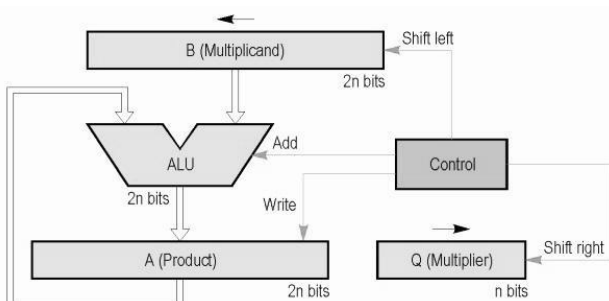 B (Multiplicand)
Shift left
2n bits
Add
ALU
Control
2n bits
Write
Shift right
A (Product)
Q (Multiplier)
2n bits
n bits